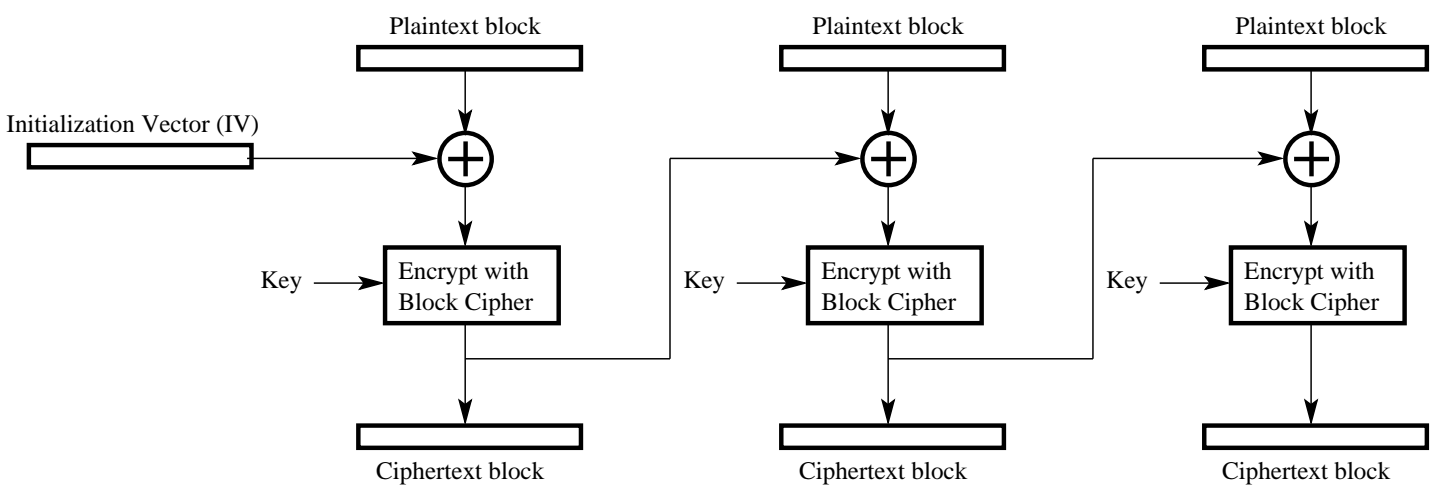 Plaintext block
Plaintext block
Plaintext block
Initialization Vector (IV)
Key
Encrypt with
Block Cipher
Key
Encrypt with
Block Cipher
Key
Encrypt with
Block Cipher
Ciphertext block
Ciphertext block
Ciphertext block